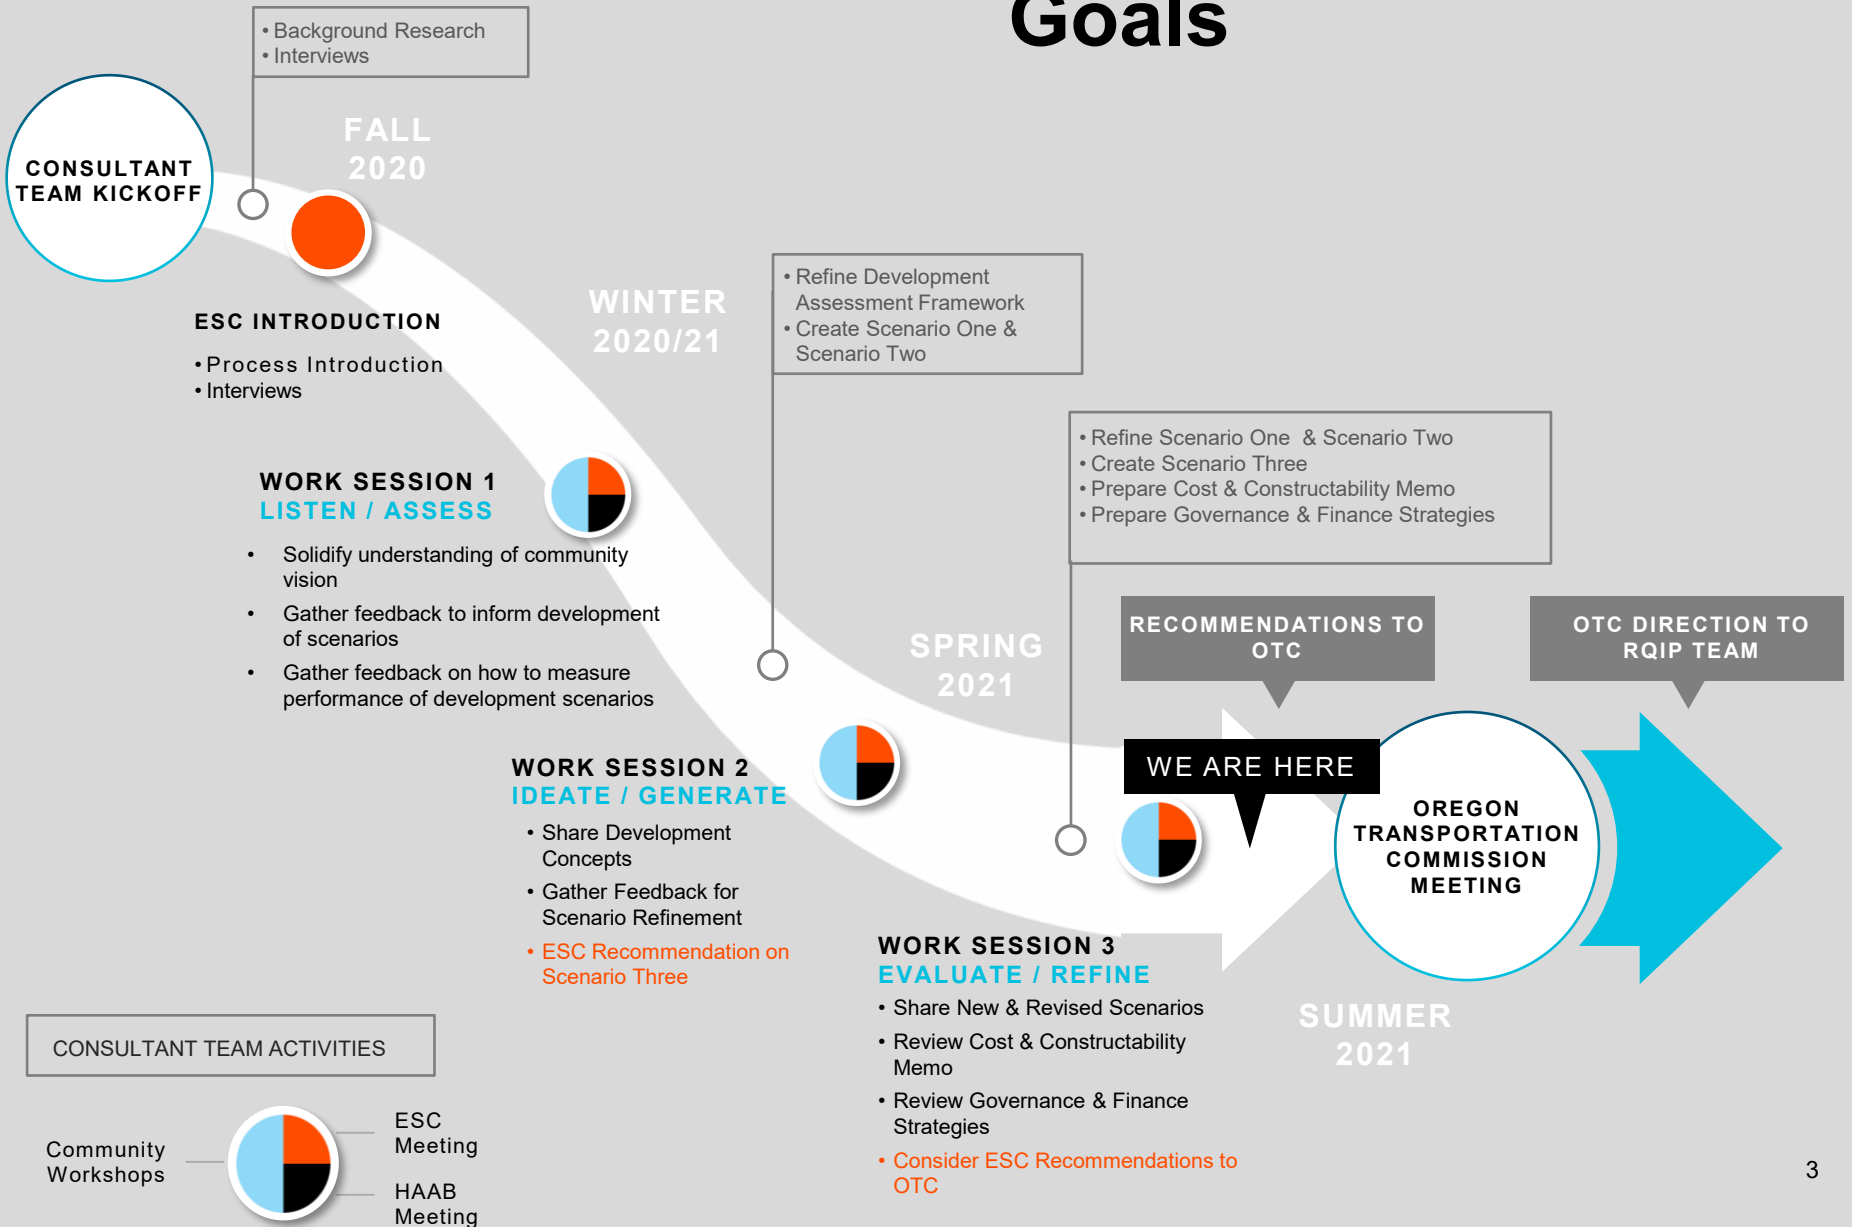 Goals
• Background Research
• Interviews
CONSULTANT
TEAM KICKOFF
FALL
2020
ESC INTRODUCTION
• Process Introduction
• Interviews
WINTER
2020/21
• Refine Development
Assessment Framework
• Create Scenario One &
Scenario Two
WORK SESSION 1
LISTEN / ASSESS
• Solidify understanding of community
vision
• Gather feedback to inform development
of scenarios
• Gather feedback on how to measure
performance of development scenarios
• Refine Scenario One & Scenario Two
• Create Scenario Three
• Prepare Cost & Constructability Memo
• Prepare Governance & Finance Strategies
SPRING
2021
RECOMMENDATIONS TO
OTC
OTC DIRECTION TO
RQIP TEAM
WORK SESSION 2
IDEATE / GENERATE
• Share Development
Concepts
• Gather Feedback for
Scenario Refinement
• ESC Recommendation on
Scenario Three
WE ARE HERE
OREGON
TRANSPORTATION
COMMISSION
MEETING
WORK SESSION 3
EVALUATE / REFINE
• Share New & Revised Scenarios
• Review Cost & Constructability
Memo
• Review Governance & Finance
Strategies
• Consider ESC Recommendations to
OTC
SUMMER
2021
CONSULTANT TEAM ACTIVITIES
Community
Workshops
ESC
Meeting
HAAB
Meeting
3